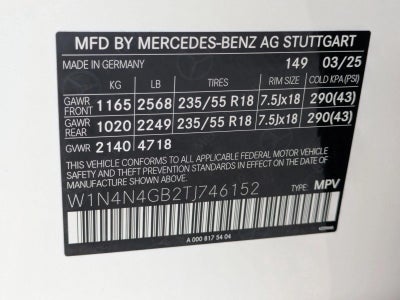 MFD BY MERCEDES-BENZ AG STUTTGART
MADE IN GERMANY 149 03/25
KG LB TIRES RIM SIZE COLD KPA(PSI)
GAWR FRONT 1165 2568 235/55 R18 7.5Jx18 290(43)
GAWR REAR 1020 2249 235/55 R18 7.5Jx18 290(43)
GVWR 2140 4718
THIS VEHICLE CONFORMS TO ALL APPLICABLE FEDERAL MOTOR VEHICLE
SAFETY AND THEFT PREVENTION STANDARDS IN EFFECT ON THE DATE OF
MANUFACTURE SHOWN ABOVE.
W1N4N4GB2TJ746152 TYPE: MPV
A 000 817 54 04